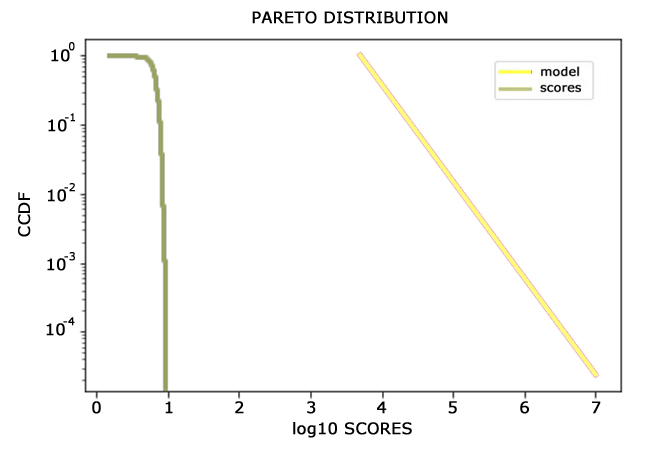 PARETO DISTRIBUTION
10^0
10^-1
10^-2
10^-3
10^-4
CCDF
model
scores
0 1 2 3 4 5 6 7
log10 SCORES